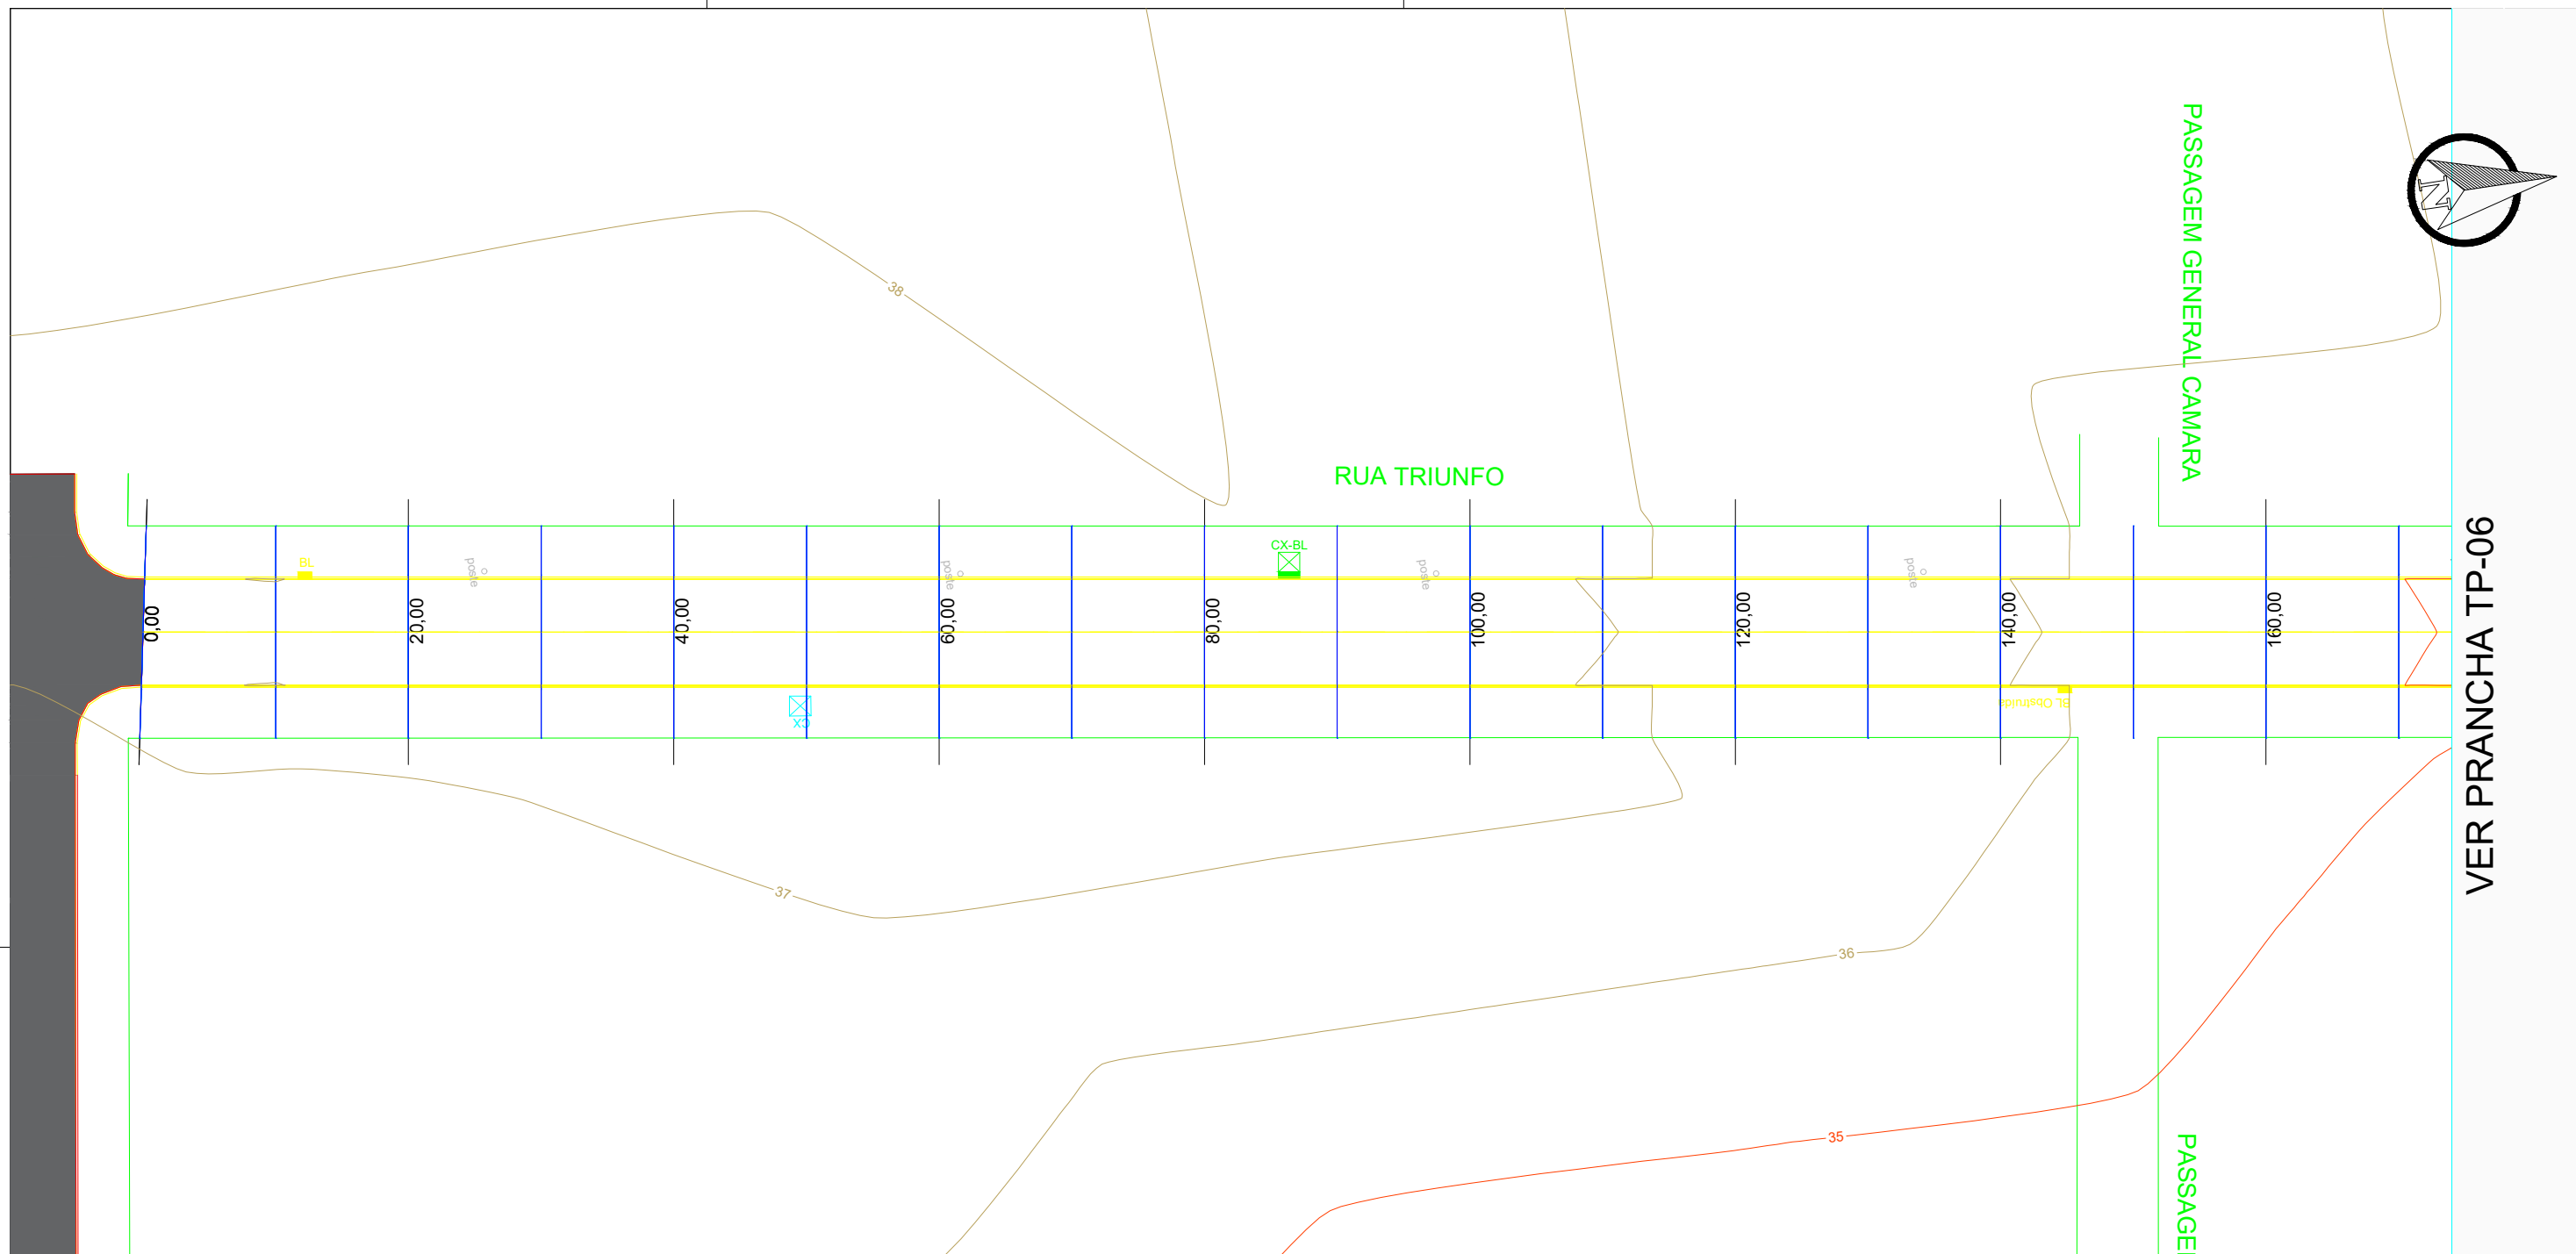 PASSAGEM GENERAL CAMARA
N
38
RUA TRIUNFO
CX-BL
BL
poste
poste
poste
poste
0,00
20,00
40,00
60,00
80,00
100,00
120,00
140,00
160,00
BL Obstruida
CX
VER PRANCHA TP-06
37
36
35
PASSAGE